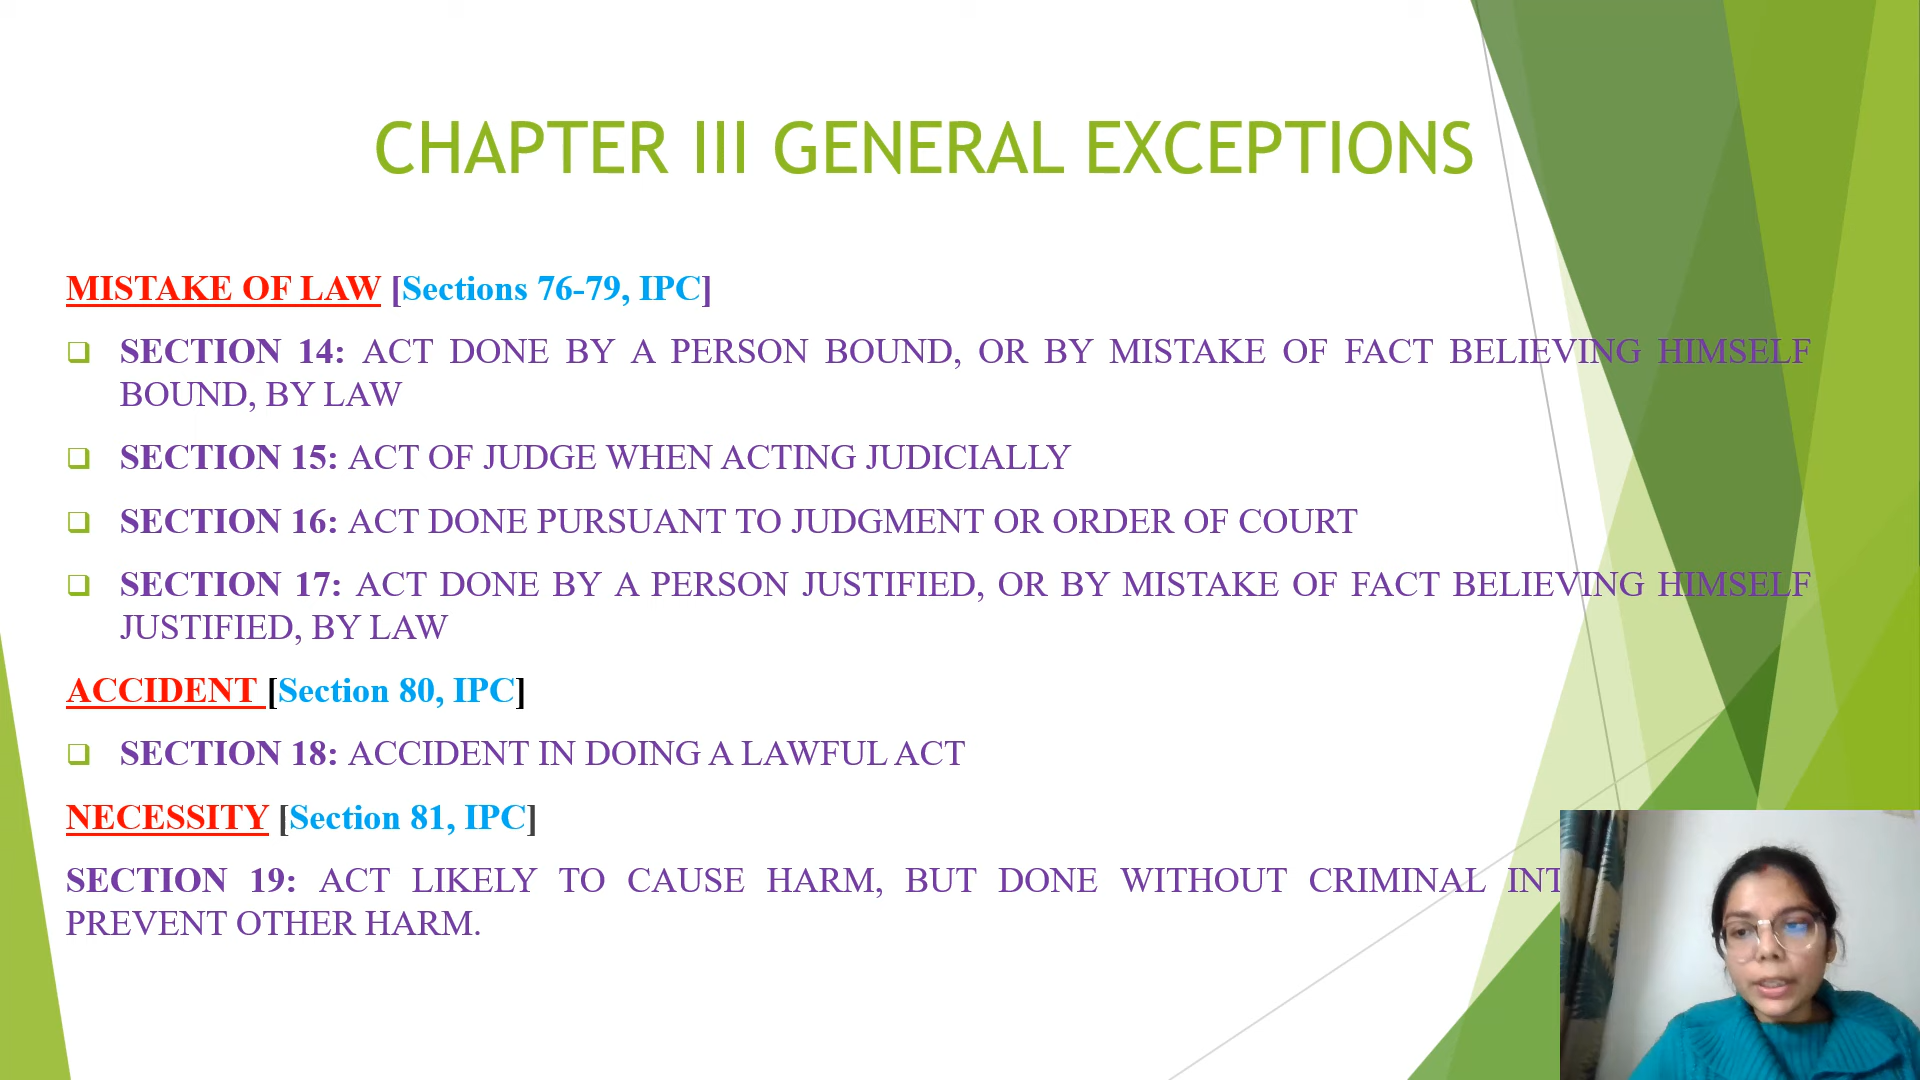 CHAPTER III GENERAL EXCEPTIONS
MISTAKE OF LAW [Sections 76-79, IPC]
SECTION 14: ACT DONE BY A PERSON BOUND, OR BY MISTAKE OF FACT BELIEVING HIMSELF
BOUND, BY LAW
SECTION 15: ACT OF JUDGE WHEN ACTING JUDICIALLY
SECTION 16: ACT DONE PURSUANT TO JUDGMENT OR ORDER OF COURT
SECTION 17: ACT DONE BY A PERSON JUSTIFIED, OR BY MISTAKE OF FACT BELIEVING HIMSELF
JUSTIFIED, BY LAW
ACCIDENT [Section 80, IPC]
SECTION 18: ACCIDENT IN DOING A LAWFUL ACT
NECESSITY [Section 81, IPC]
SECTION 19: ACT LIKELY TO CAUSE HARM, BUT DONE WITHOUT CRIMINAL
PREVENT OTHER HARM.